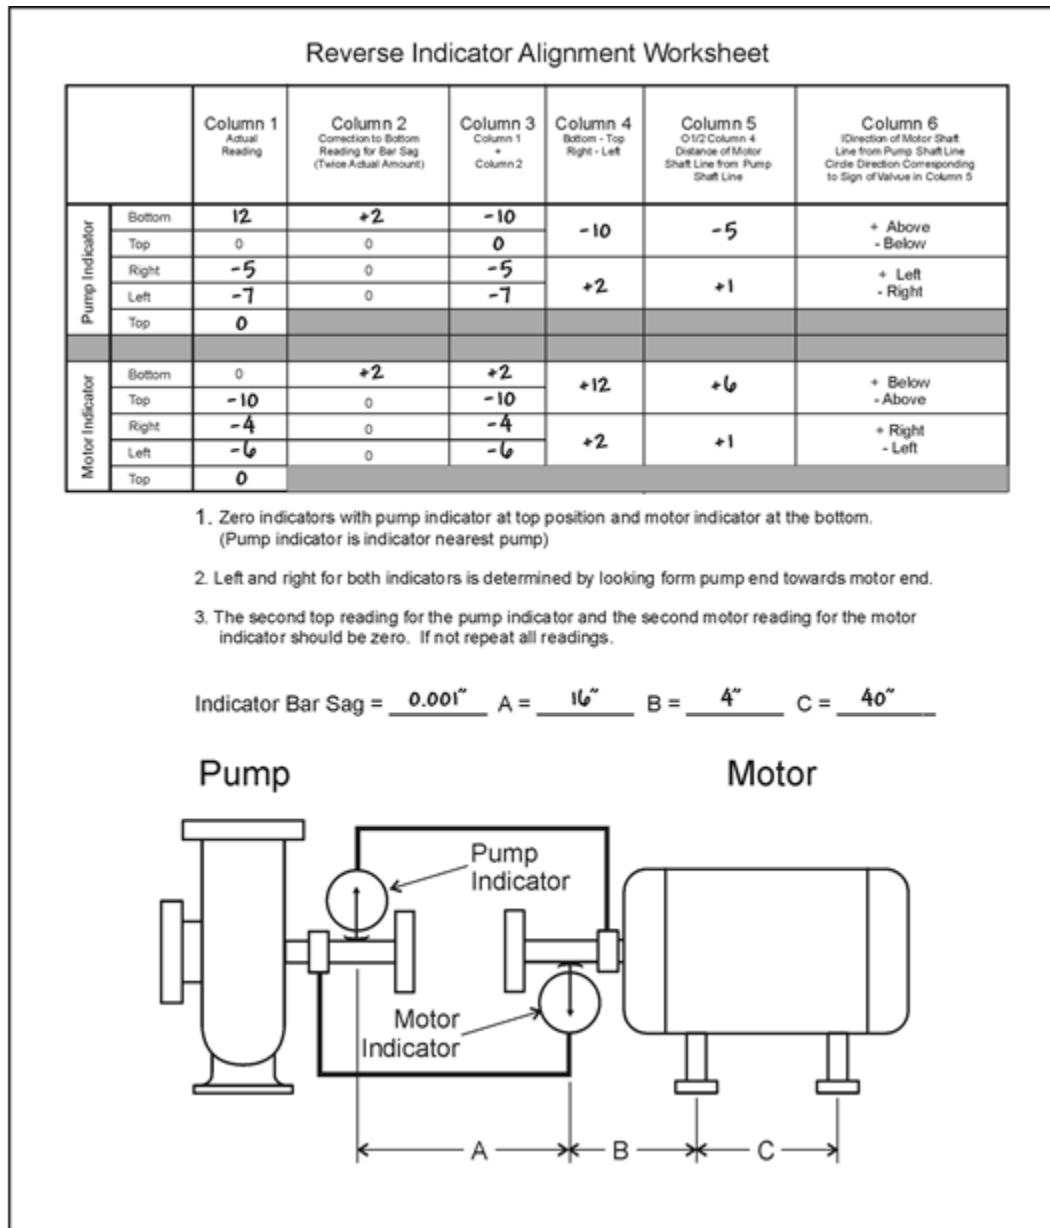 Reverse Indicator Alignment Worksheet
Column 1
Actual
Reading
Column 2
Correction to Bottom
Reading for Bar Sag
(Twice Actual Amount)
Column 3
Column 1
+
Column 2
Column 4
Bottom - Top
Right - Left
Column 5
O1/2 Column 4
Distance of Motor
Shaft Line from Pump
Shaft Line
Column 6
IDirection of Motor Shaft
Line from Pump Shaft Line
Circle Direction Corresponding
to Sign of Valvue in Column 5
Pump Indicator
Bottom 12 +2 -10 -10 -5 + Above
- Below
Top 0 0 0
Right -5 0 -5 +2 +1 + Left
- Right
Left -7 0 -7
Top 0
Motor Indicator
Bottom 0 +2 +2 +12 +6 + Below
- Above
Top -10 0 -10
Right -4 0 -4 +2 +1 + Right
- Left
Left -6 0 -6
Top 0
1. Zero indicators with pump indicator at top position and motor indicator at the bottom.
(Pump indicator is indicator nearest pump)
2. Left and right for both indicators is determined by looking form pump end towards motor end.
3. The second top reading for the pump indicator and the second motor reading for the motor
indicator should be zero. If not repeat all readings.
Indicator Bar Sag = 0.001" A = 16" B = 4" C = 40"
Pump Motor
Pump
Indicator
Motor
Indicator
A B C